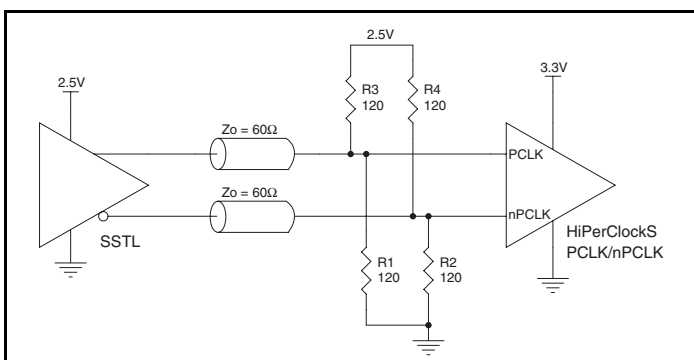 2.5V
2.5V
3.3V
R3
120
R4
120
Zo = 60Ω
PCLK
Zo = 60Ω
nPCLK
SSTL
HiPerClockS
PCLK/nPCLK
R1
120
R2
120